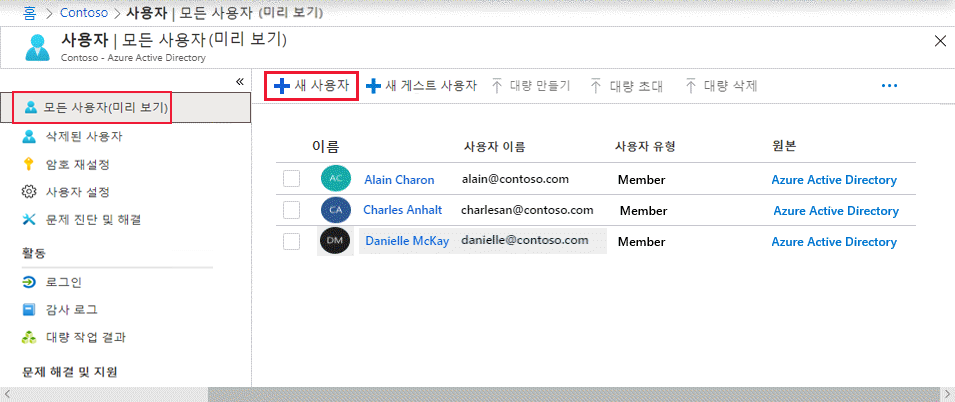 홈 > Contoso > 사용자 | 모든 사용자 (미리 보기)
사용자 | 모든 사용자(미리 보기)
Contoso - Azure Active Directory
«
새 사용자 새 게스트 사용자 대량 만들기 대량 초대 대량 삭제 ...
모든 사용자(미리 보기)
삭제된 사용자
암호 재설정
사용자 설정
문제 진단 및 해결
활동
로그인
감사 로그
대량 작업 결과
문제 해결 및 지원
이름 사용자 이름 사용자 유형 원본
AC Alain Charon alain@contoso.com Member Azure Active Directory
CA Charles Anhalt charlesan@contoso.com Member Azure Active Directory
DM Danielle McKay danielle@contoso.com Member Azure Active Directory